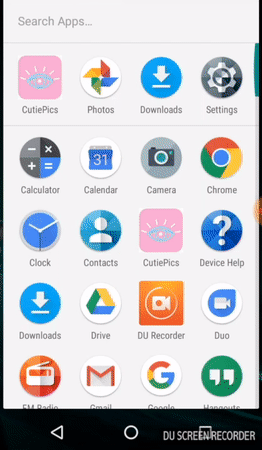 Search Apps...
CutiePics Photos Downloads Settings
31
Calculator Calendar Camera Chrome
Clock Contacts CutiePics Device Help
Downloads Drive DU Recorder Duo
FM Radio Gmail Google Hangouts
DU SCREEN RECORDER